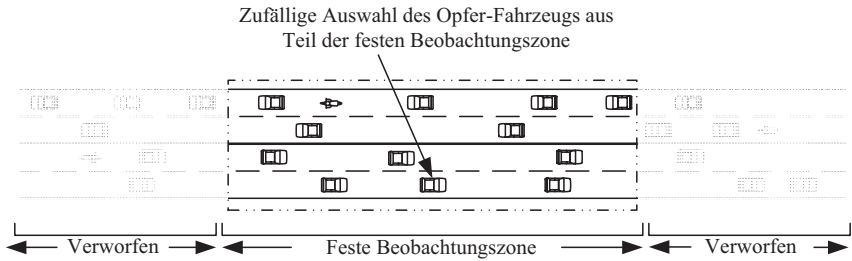 Zufällige Auswahl des Opfer-Fahrzeugs aus
Teil der festen Beobachtungszone
Verworfen
Feste Beobachtungszone
Verworfen